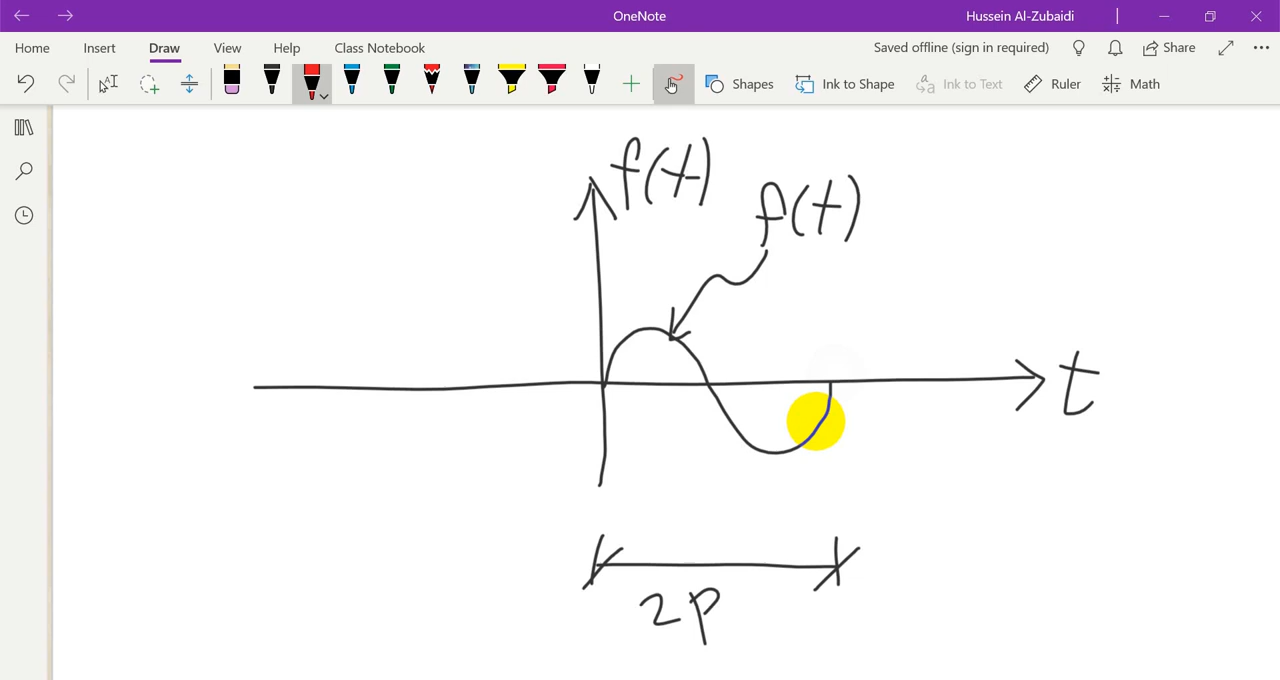 OneNote
Hussein Al-Zubaidi
Home Insert Draw View Help Class Notebook
Saved offline (sign in required)
Share
Shapes
Ink to Shape
Ink to Text
Ruler
Math
f(t)
f(t)
t
2p